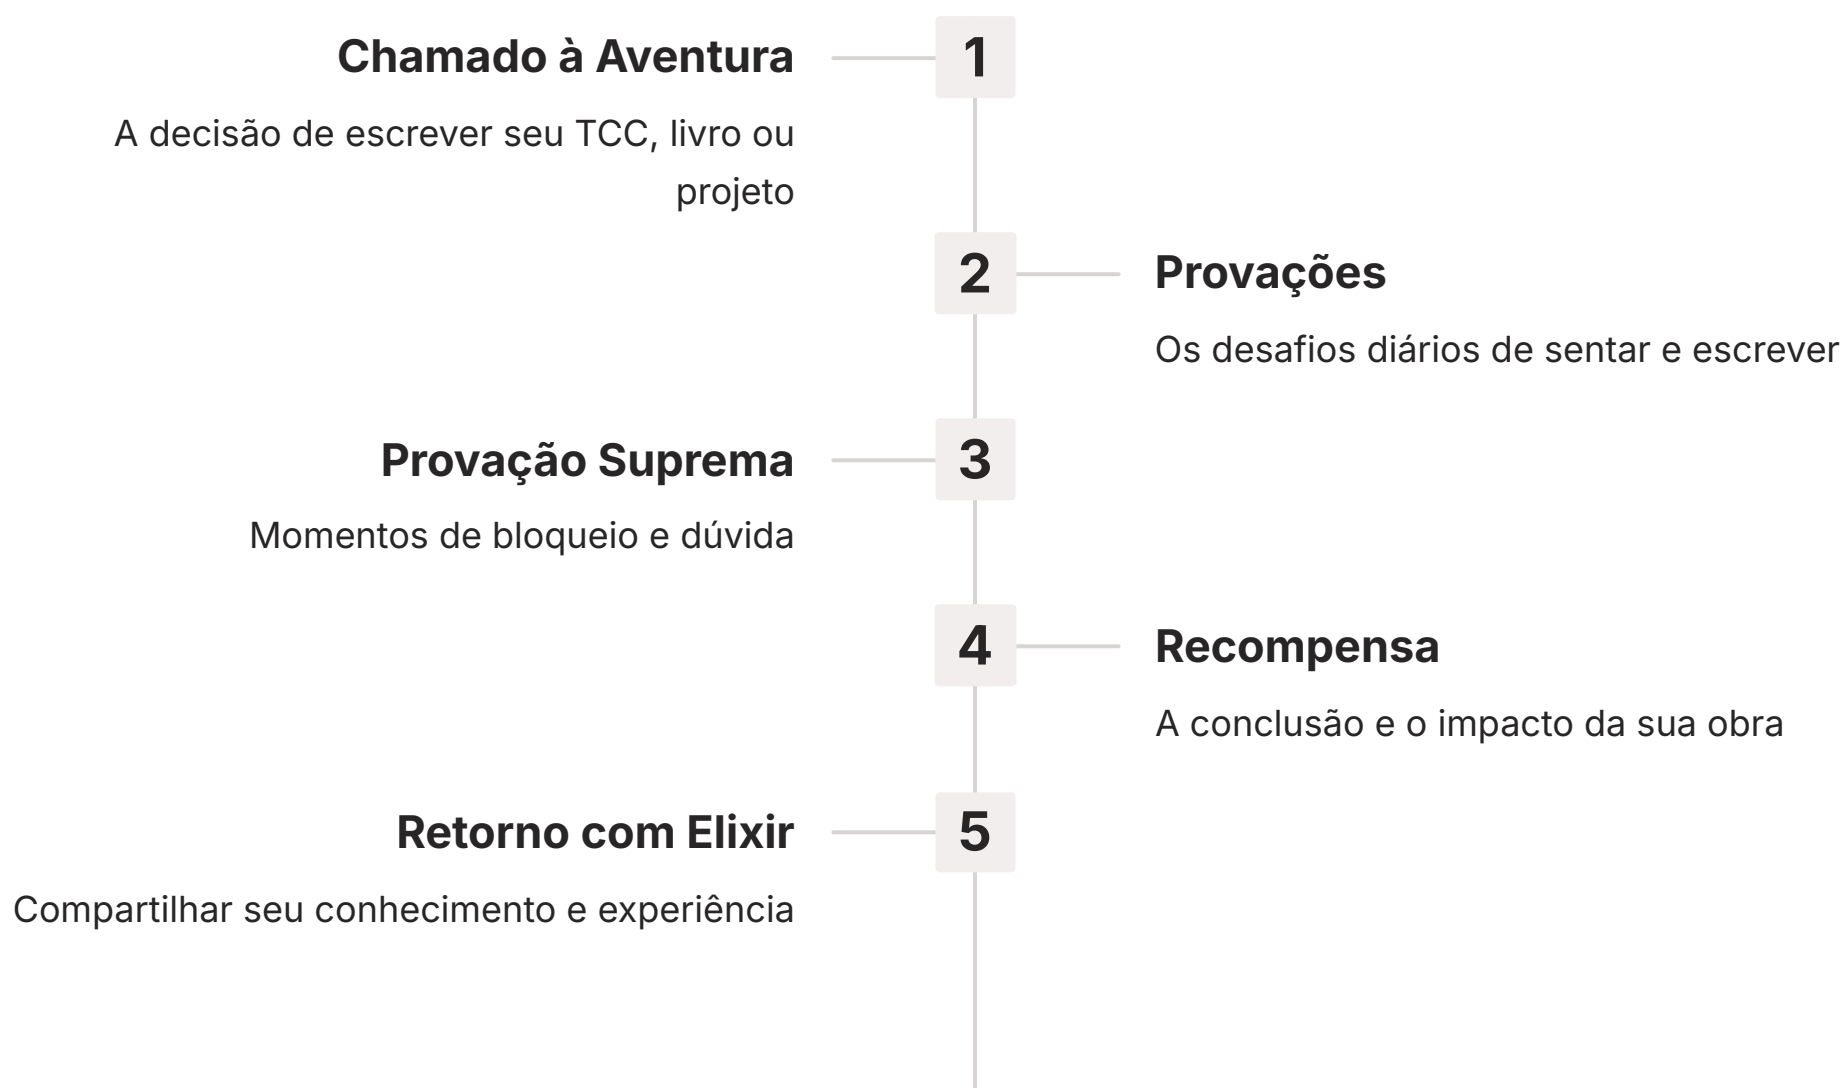 Chamado à Aventura
1
A decisão de escrever seu TCC, livro ou
projeto
2
Provações
Os desafios diários de sentar e escrever
Provação Suprema
3
Momentos de bloqueio e dúvida
4
Recompensa
A conclusão e o impacto da sua obra
Retorno com Elixir
5
Compartilhar seu conhecimento e experiência